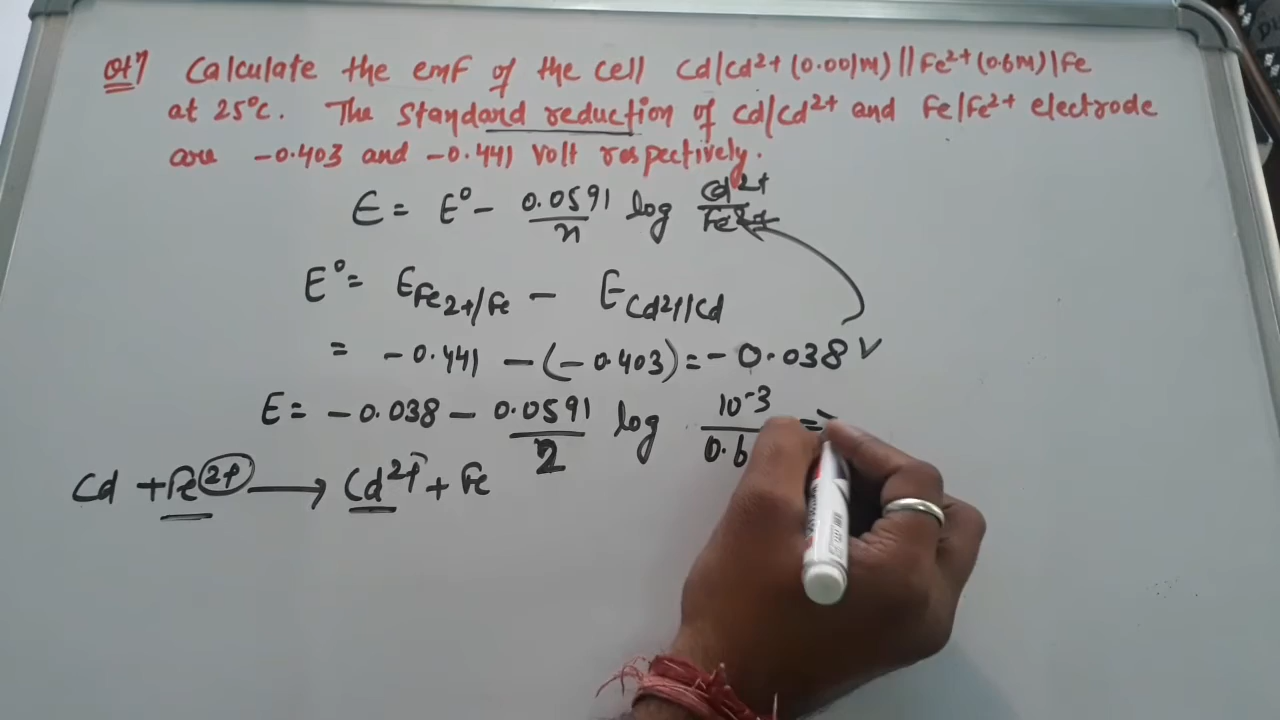 Q17 Calculate the emf of the cell Cd/Cd2+ (0.001M) || Fe2+ (0.6M) | Fe
at 25°C. The Standard reduction of Cd/Cd2+ and Fe/Fe2+ electrode
are -0.403 and -0.441 Volt respectively.
E = E° - 0.0591/n log Cd2+/Fe2+
E° = E Fe2+/Fe - E Cd2+/Cd
= -0.441 - (-0.403) = -0.038 V
E = -0.038 - 0.0591/2 log 10^-3/0.6 =
Cd + Fe2+ → Cd2+ + Fe